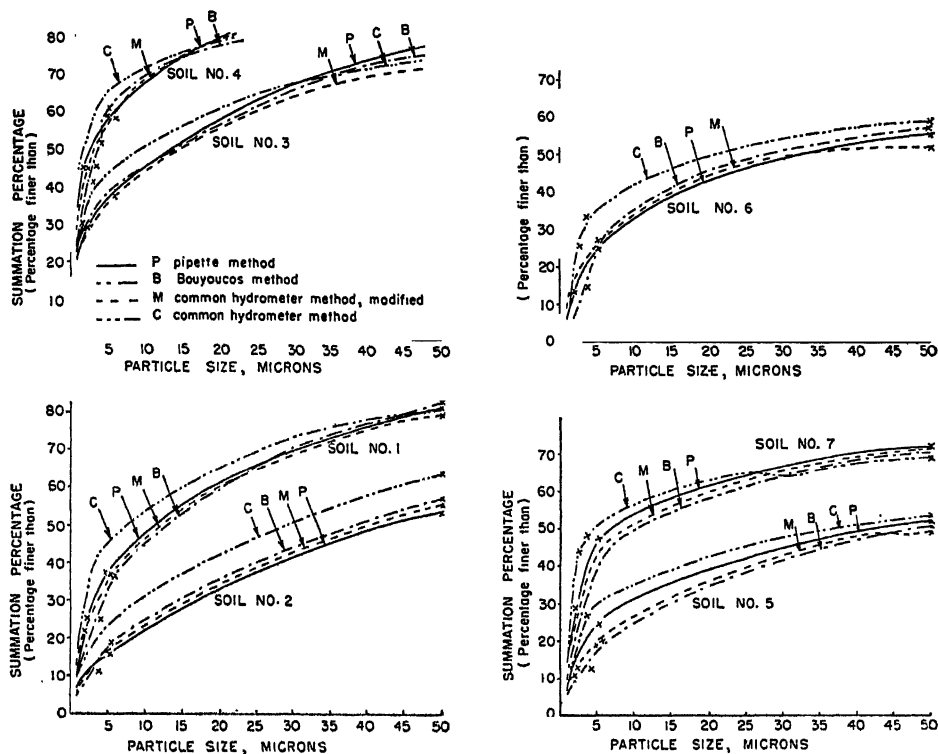 80
70
60
50
40
30
20
10
SUMMATION PERCENTAGE
( Percentage finer than )
C
M
P
B
SOIL NO. 4
M
P
C
B
SOIL NO. 3
P pipette method
B Bouyoucos method
M common hydrometer method, modified
C common hydrometer method
5 10 15 20 25 30 35 40 45 50
PARTICLE SIZE, MICRONS
70
60
50
40
30
20
10
0
( Percentage finer than )
C
B
P
M
SOIL NO. 6
5 10 15 20 25 30 35 40 45 50
PARTICLE SIZE, MICRONS
80
70
60
50
40
30
20
10
0
SUMMATION PERCENTAGE
( Percentage finer than )
C
P
M
B
SOIL NO. 1
C
B
M
P
SOIL NO. 2
5 10 15 20 25 30 35 40 45 50
PARTICLE SIZE, MICRONS
70
60
50
40
30
20
10
0
SUMMATION PERCENTAGE
( Percentage finer than )
C
M
B
P
SOIL NO. 7
M
B
C
P
SOIL NO. 5
5 10 15 20 25 30 35 40 45 50
PARTICLE SIZE, MICRONS